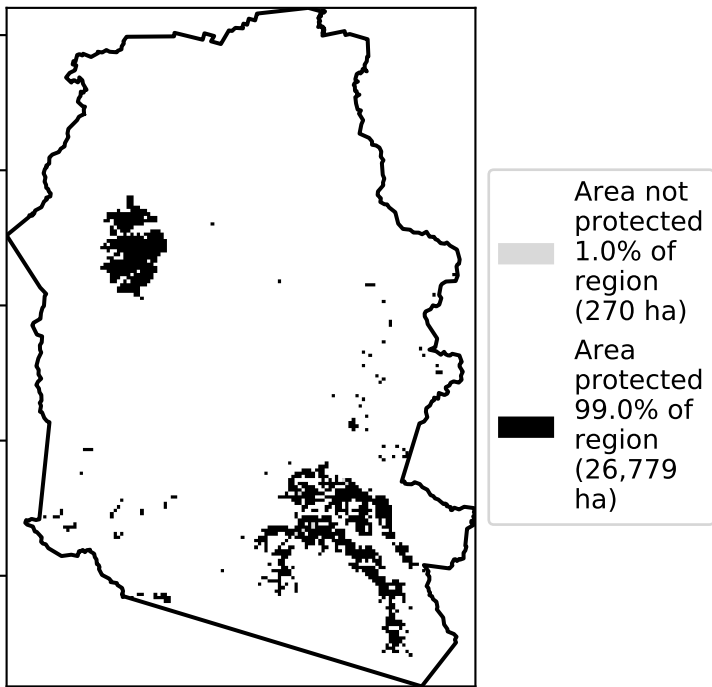 Area not
protected
1.0% of
region
(270 ha)
Area
protected
99.0% of
region
(26,779
ha)